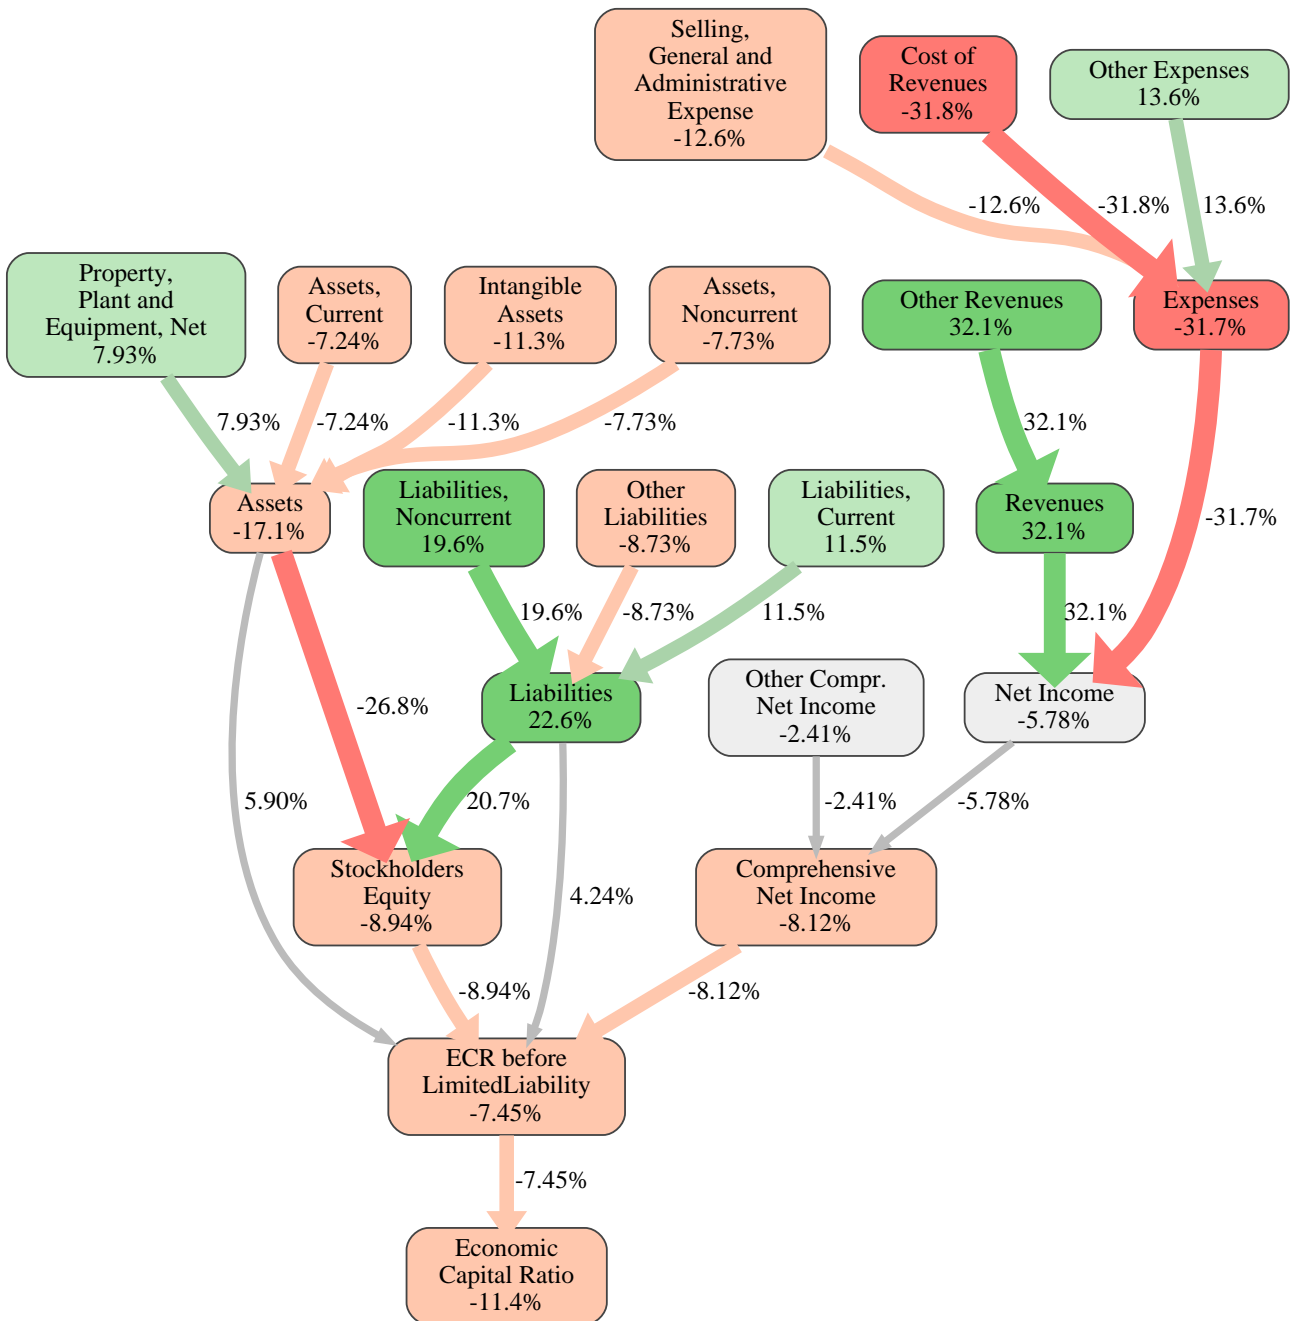 Selling,
General and
Administrative
Expense
-12.6%
Cost of
Revenues
-31.8%
Other Expenses
13.6%
-12.6%
-31.8%
13.6%
Property,
Plant and
Equipment, Net
7.93%
Assets,
Current
-7.24%
Intangible
Assets
-11.3%
Assets,
Noncurrent
-7.73%
Other Revenues
32.1%
Expenses
-31.7%
7.93%
-7.24%
-11.3%
-7.73%
32.1%
-31.7%
Assets
-17.1%
Liabilities,
Noncurrent
19.6%
Other
Liabilities
-8.73%
Liabilities,
Current
11.5%
Revenues
32.1%
19.6%
-8.73%
11.5%
32.1%
-26.8%
Liabilities
22.6%
Other Compr.
Net Income
-2.41%
Net Income
-5.78%
5.90%
20.7%
-2.41%
-5.78%
Stockholders
Equity
-8.94%
4.24%
Comprehensive
Net Income
-8.12%
-8.94%
-8.12%
ECR before
LimitedLiability
-7.45%
-7.45%
Economic
Capital Ratio
-11.4%